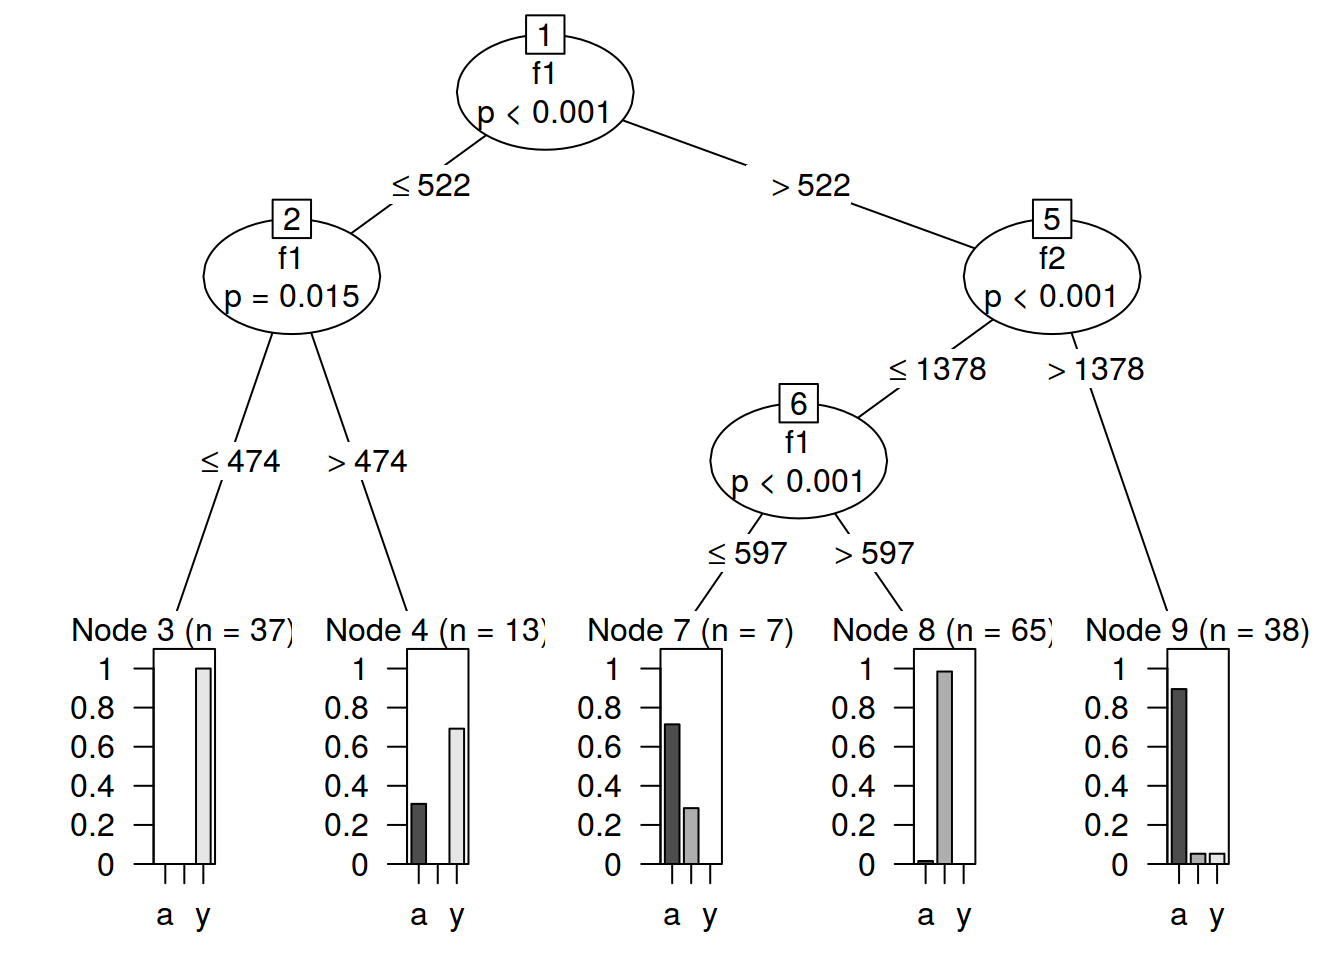 1
f1
p < 0.001
≤ 522
> 522
2
f1
p = 0.015
5
f2
p < 0.001
≤ 474
> 474
≤ 1378
> 1378
6
f1
p < 0.001
≤ 597
> 597
Node 3 (n = 37)
1
0.8
0.6
0.4
0.2
0
a y
Node 4 (n = 13)
1
0.8
0.6
0.4
0.2
0
a y
Node 7 (n = 7)
1
0.8
0.6
0.4
0.2
0
a y
Node 8 (n = 65)
1
0.8
0.6
0.4
0.2
0
a y
Node 9 (n = 38)
1
0.8
0.6
0.4
0.2
0
a y